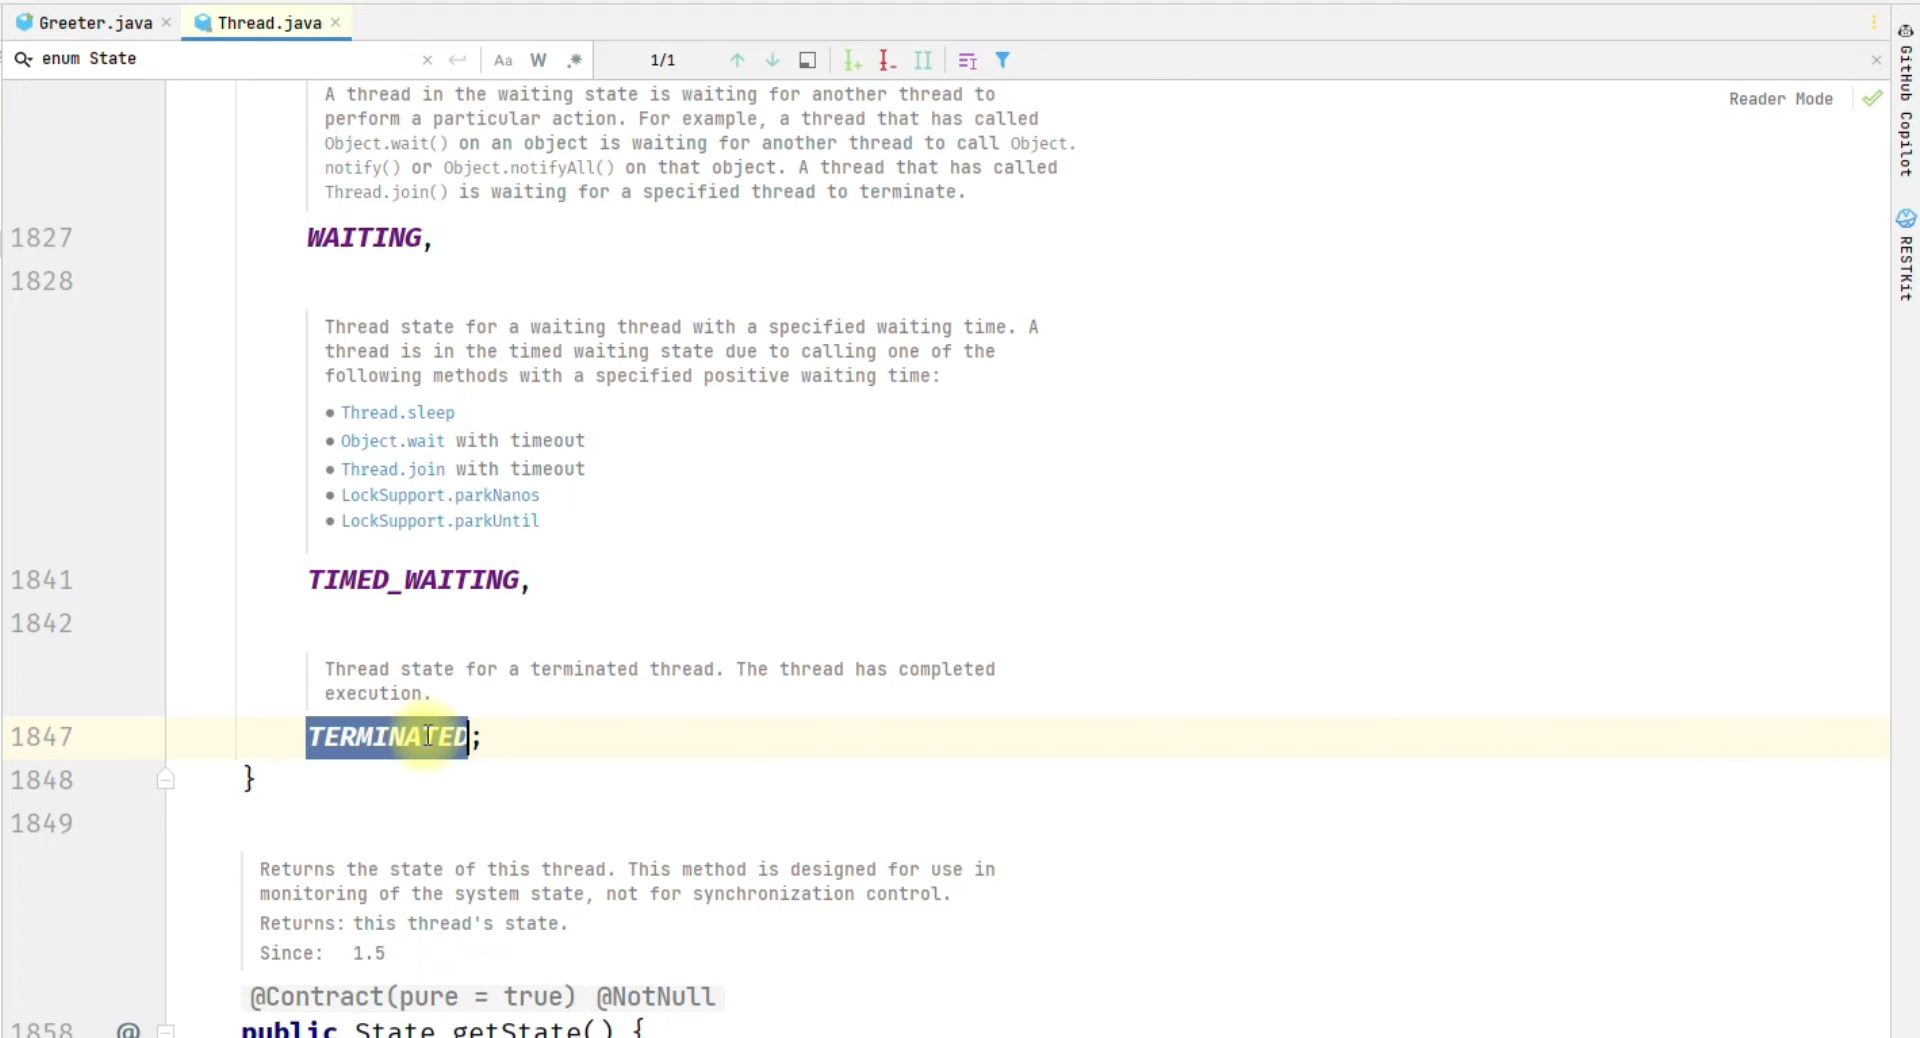 Greeter.java
Thread.java
enum State
Aa W .* 1/1
Reader Mode
GitHub Copilot
RESTKit
A thread in the waiting state is waiting for another thread to
perform a particular action. For example, a thread that has called
Object.wait() on an object is waiting for another thread to call Object.
notify() or Object.notifyAll() on that object. A thread that has called
Thread.join() is waiting for a specified thread to terminate.
1827 WAITING,
1828
Thread state for a waiting thread with a specified waiting time. A
thread is in the timed waiting state due to calling one of the
following methods with a specified positive waiting time:
• Thread.sleep
• Object.wait with timeout
• Thread.join with timeout
• LockSupport.parkNanos
• LockSupport.parkUntil
1841 TIMED_WAITING,
1842
Thread state for a terminated thread. The thread has completed
execution.
1847 TERMINATED;
1848 }
1849
Returns the state of this thread. This method is designed for use in
monitoring of the system state, not for synchronization control.
Returns: this thread's state.
Since: 1.5
@Contract(pure = true) @NotNull
1858 @ public State getState() {